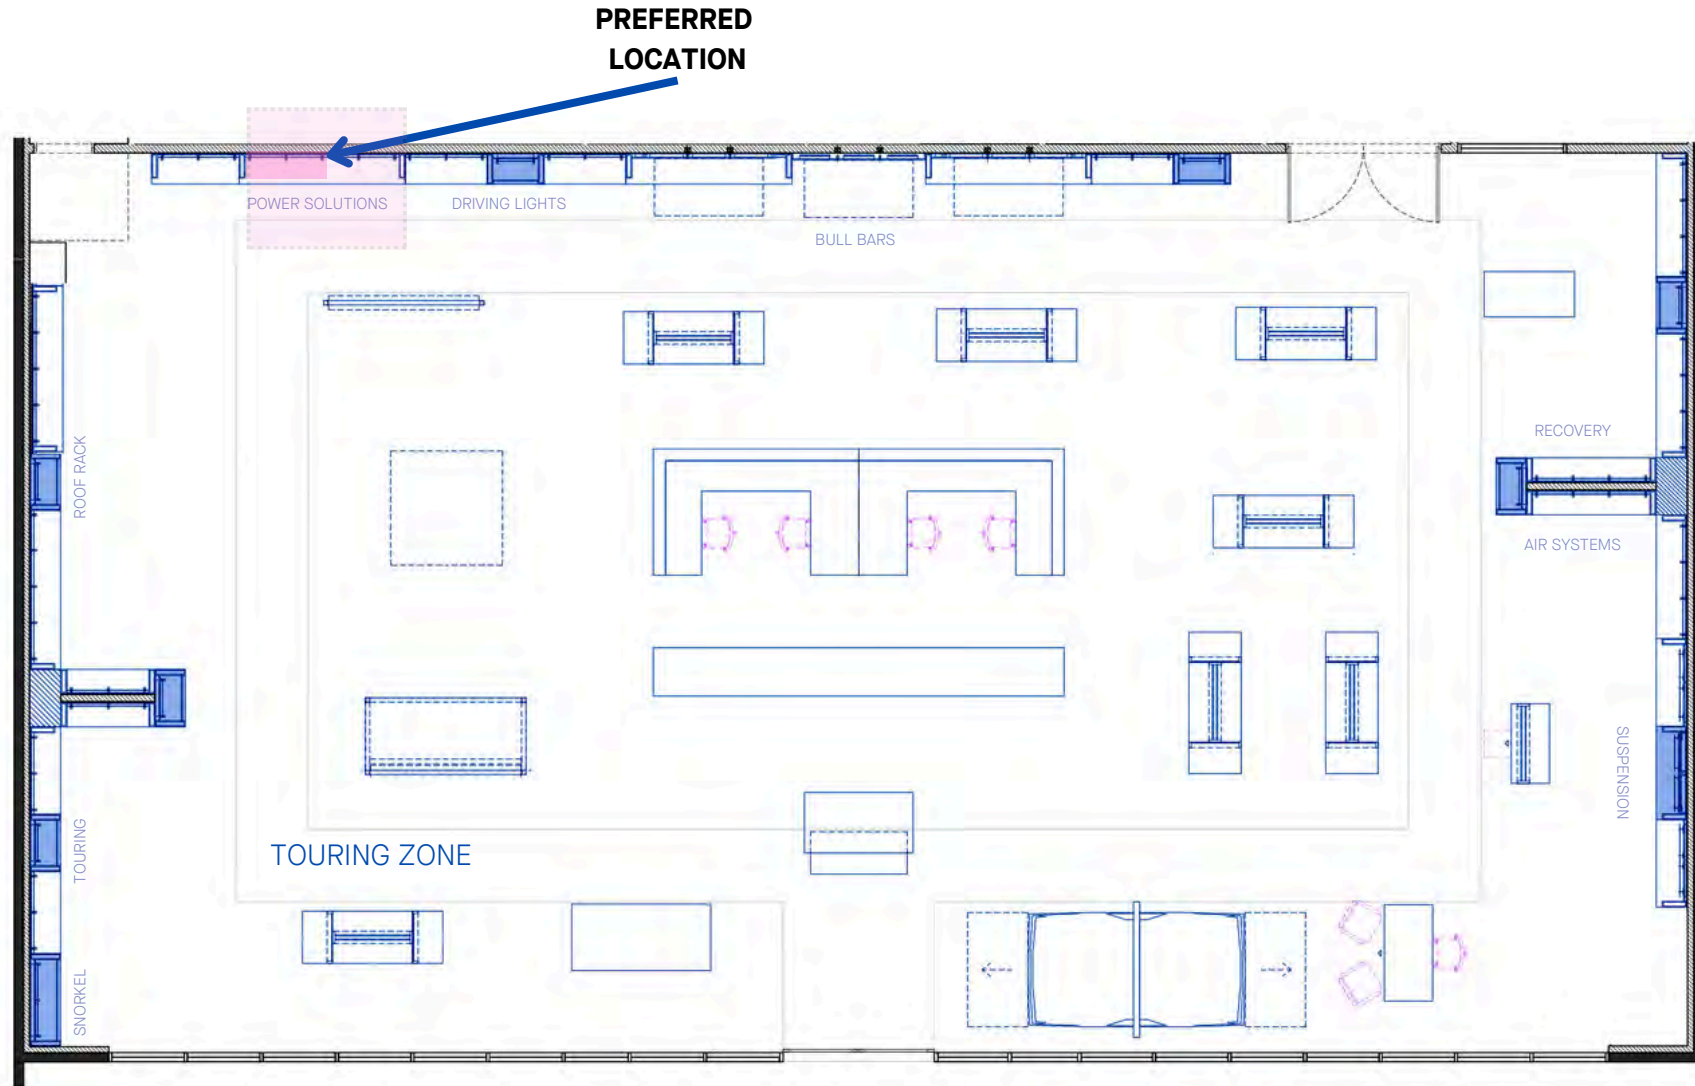 PREFERRED
LOCATION
POWER SOLUTIONS
DRIVING LIGHTS
BULL BARS
ROOF RACK
RECOVERY
AIR SYSTEMS
SUSPENSION
TOURING
TOURING ZONE
SNORKEL